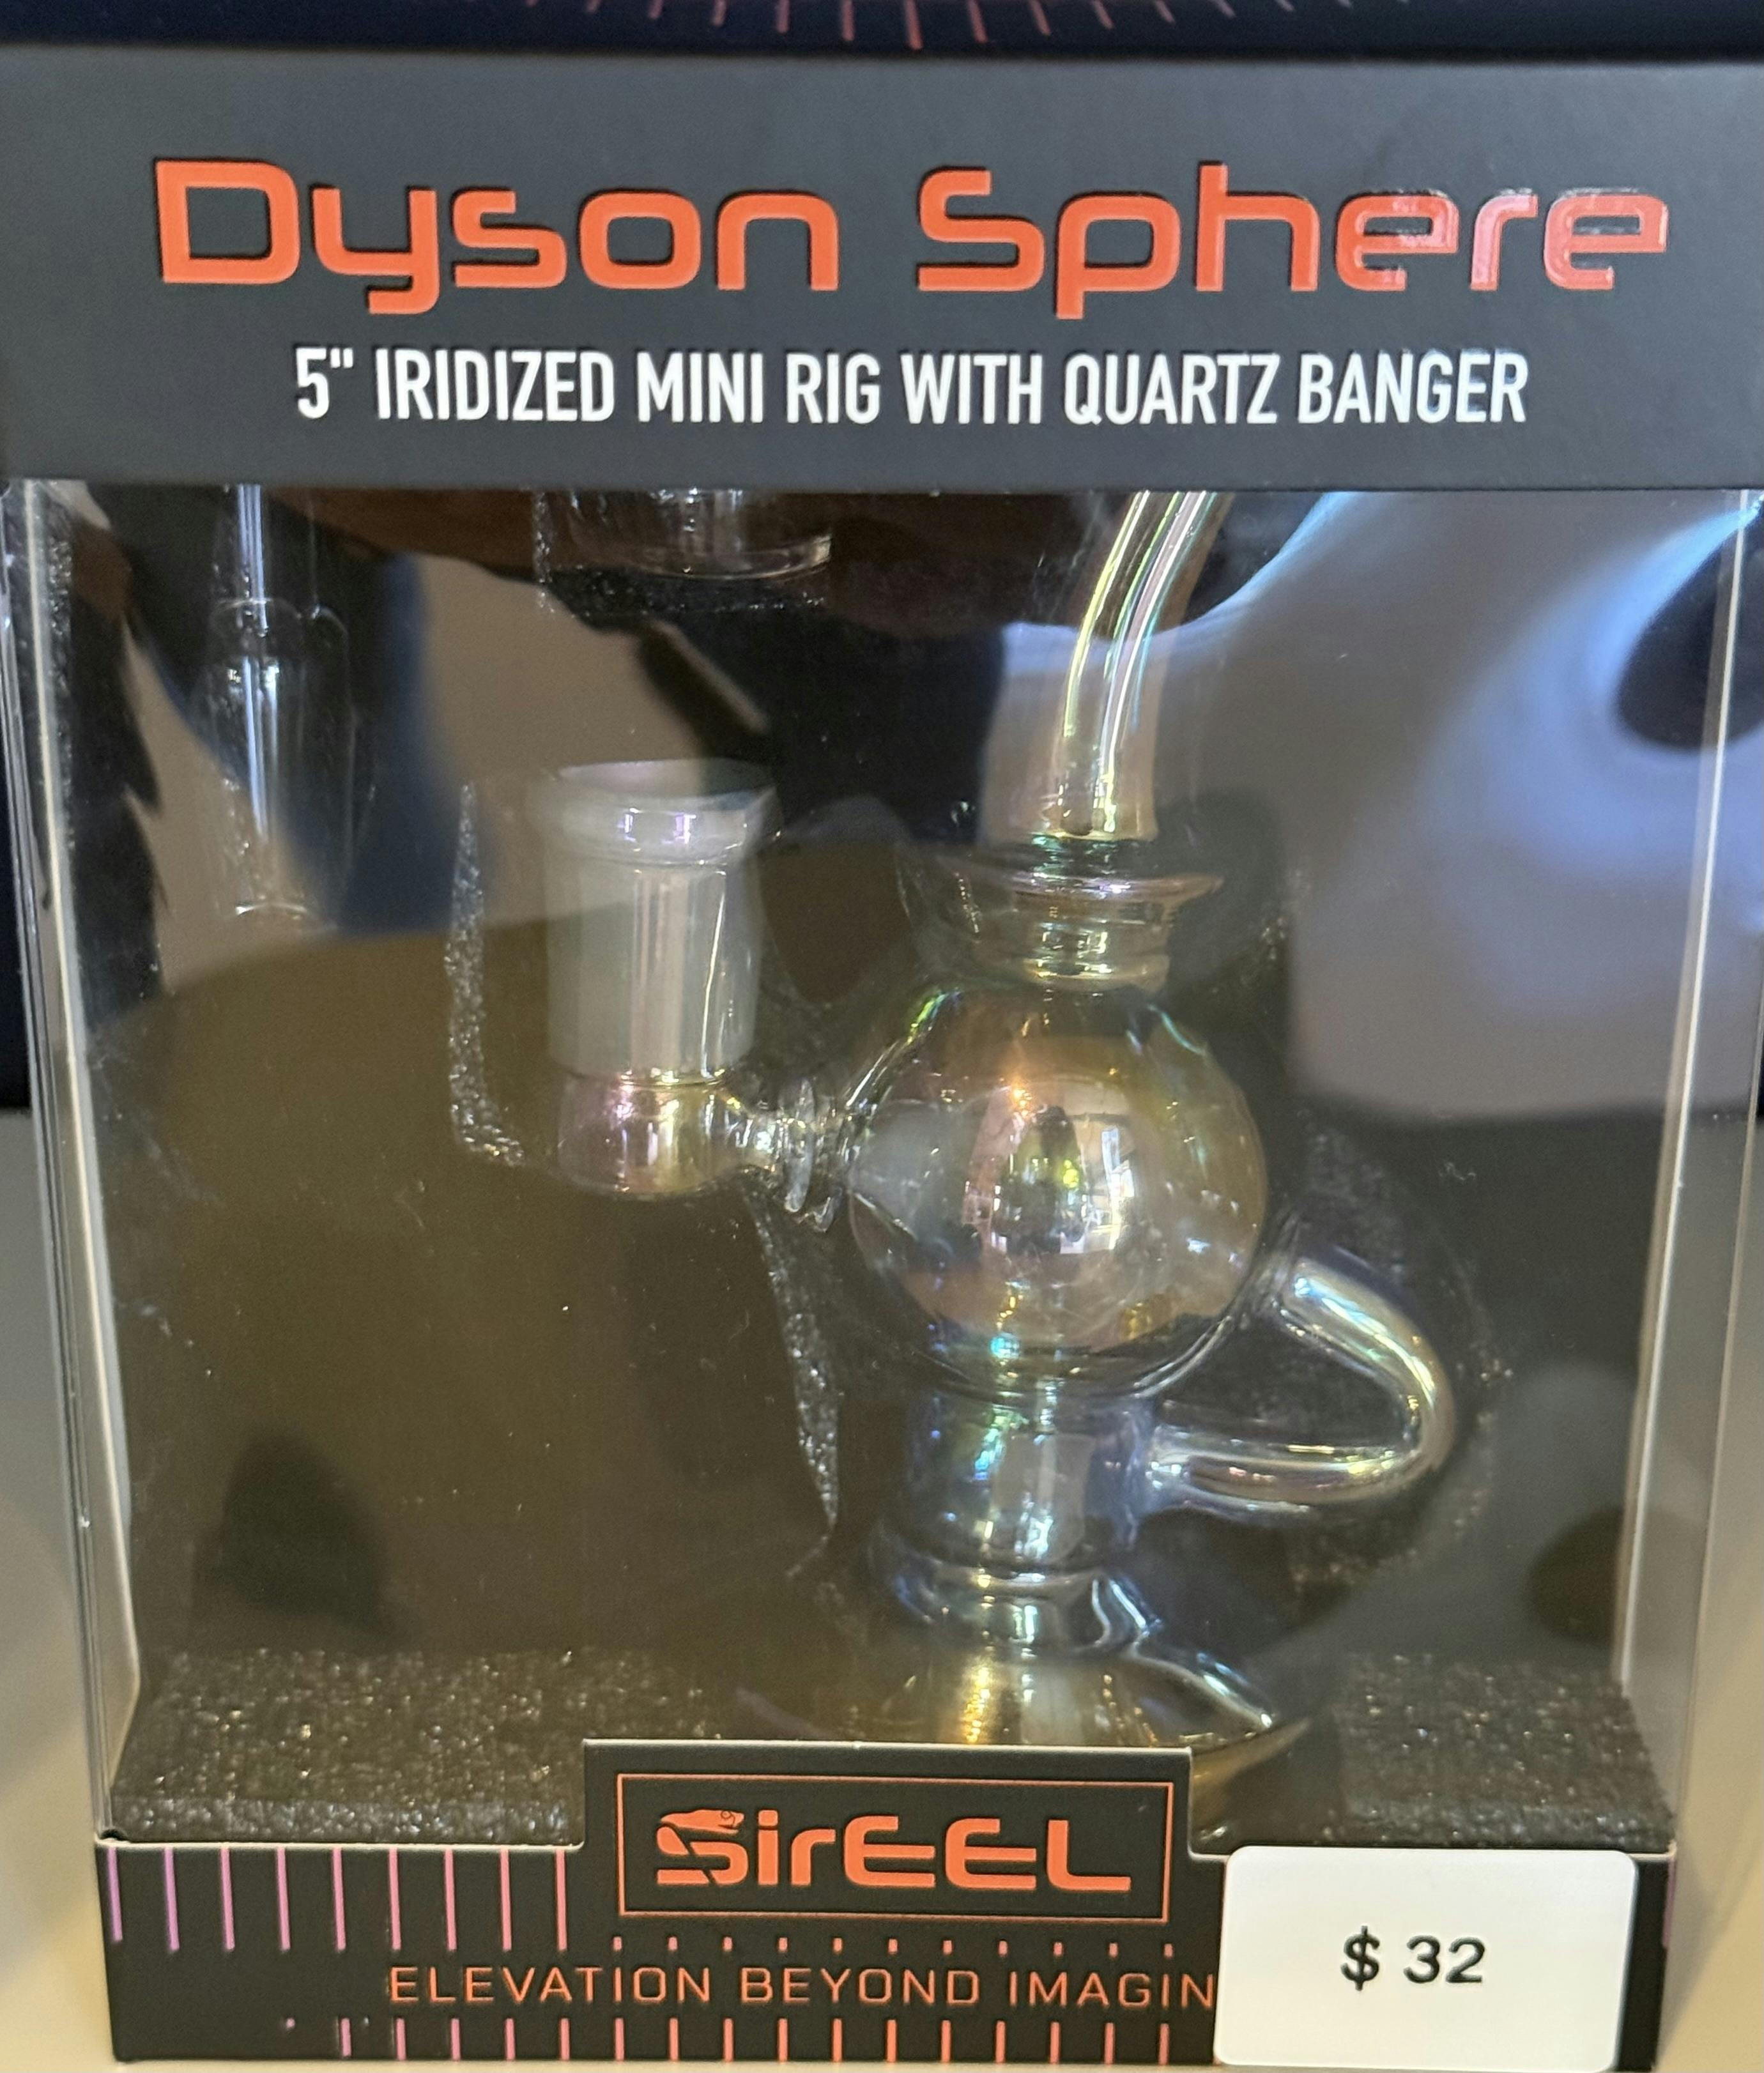 Dyson Sphere
5" IRIDIZED MINI RIG WITH QUARTZ BANGER
SirEEL
ELEVATION BEYOND IMAGIN
$ 32